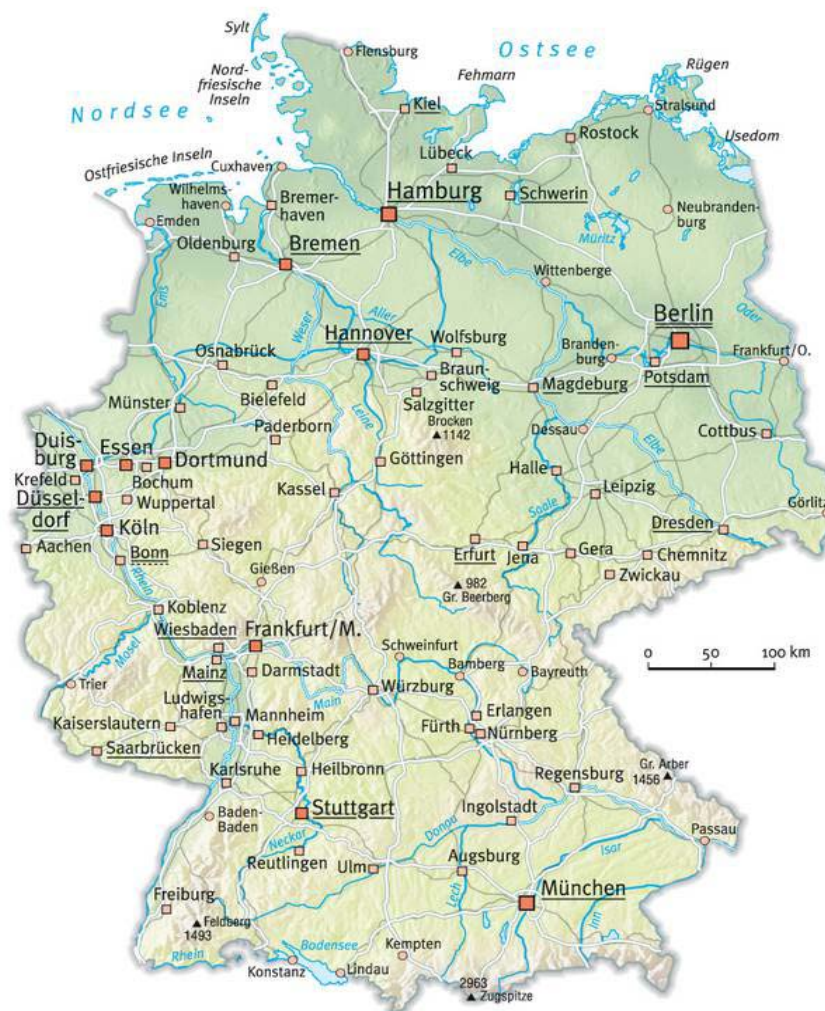 Sylt
Flensburg
Ostsee
Nord-
friesische
Inseln
Fehmarn
Rügen
Nordsee
Kiel
Stralsund
Rostock
Usedom
Ostfriesische Inseln
Cuxhaven
Lübeck
Wilhelms-
haven
Bremer-
haven
Hamburg
Schwerin
Neubranden-
burg
Emden
Müritz
Oldenburg
Bremen
Elbe
Wittenberge
Ems
Weser
Aller
Berlin
Oder
Hannover
Wolfsburg
Branden-
burg
Frankfurt/O.
Osnabrück
Braun-
schweig
Potsdam
Magdeburg
Bielefeld
Salzgitter
Münster
Leine
Brocken
1142
Dessau
Elbe
Cottbus
Paderborn
Duis-
burg
Essen
Dortmund
Göttingen
Halle
Krefeld
Bochum
Kassel
Leipzig
Düssel-
dorf
Wuppertal
Saale
Görlitz
Köln
Dresden
Aachen
Siegen
Erfurt
Jena
Gera
Chemnitz
Bonn
Gießen
982
Gr. Beerberg
Zwickau
Rhein
Koblenz
Wiesbaden
Frankfurt/M.
Schweinfurt
Mosel
Bamberg
Bayreuth
0 50 100 km
Mainz
Darmstadt
Trier
Main
Würzburg
Ludwigs-
hafen
Mannheim
Erlangen
Kaiserslautern
Fürth
Nürnberg
Heidelberg
Saarbrücken
Gr. Arber
1456
Karlsruhe
Heilbronn
Regensburg
Baden-
Baden
Stuttgart
Ingolstadt
Donau
Passau
Neckar
Reutlingen
Ulm
Augsburg
Isar
Lech
München
Freiburg
Feldberg
1493
Inn
Bodensee
Kempten
Rhein
Konstanz
Lindau
2963
Zugspitze